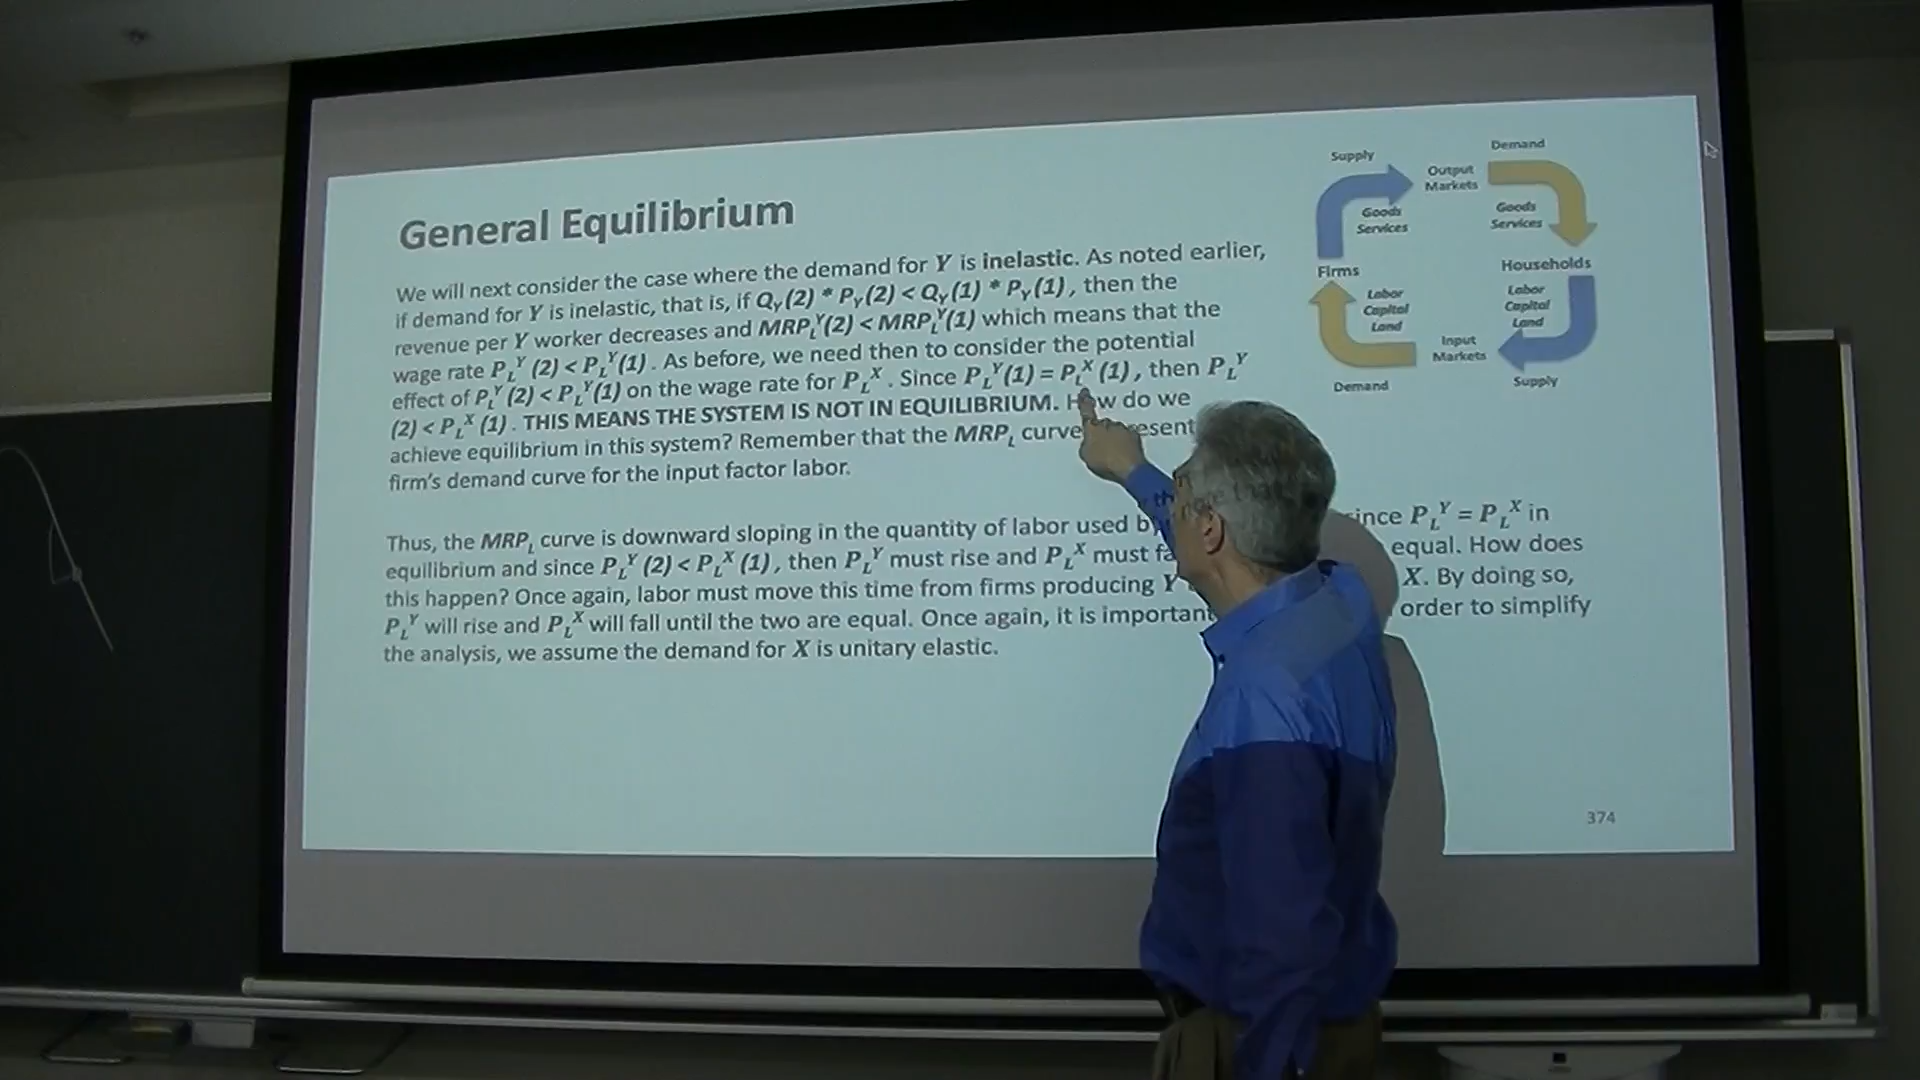 General Equilibrium
We will next consider the case where the demand for Y is inelastic. As noted earlier,
if demand for Y is inelastic, that is, if Q_Y(2) * P_Y(2) < Q_Y(1) * P_Y(1), then the
revenue per Y worker decreases and MRP_L^Y(2) < MRP_L^Y(1) which means that the
wage rate P_L^Y (2) < P_L^Y(1). As before, we need then to consider the potential
effect of P_L^Y (2) < P_L^Y(1) on the wage rate for P_L^X. Since P_L^Y(1) = P_L^X (1), then P_L^Y
(2) < P_L^X (1). THIS MEANS THE SYSTEM IS NOT IN EQUILIBRIUM. How do we
achieve equilibrium in this system? Remember that the MRP_L curve
firm's demand curve for the input factor labor.
Thus, the MRP_L curve is downward sloping in the quantity of labor used since P_L^Y = P_L^X in
equilibrium and since P_L^Y (2) < P_L^X (1), then P_L^Y must rise and P_L^X must equal. How does
this happen? Once again, labor must move this time from firms producing Y X. By doing so,
P_L^Y will rise and P_L^X will fall until the two are equal. Once again, it is important order to simplify
the analysis, we assume the demand for X is unitary elastic.
Supply
Demand
Output
Markets
Goods
Services
Goods
Services
Firms
Households
Labor
Capital
Land
Labor
Capital
Land
Input
Markets
Demand
Supply
374